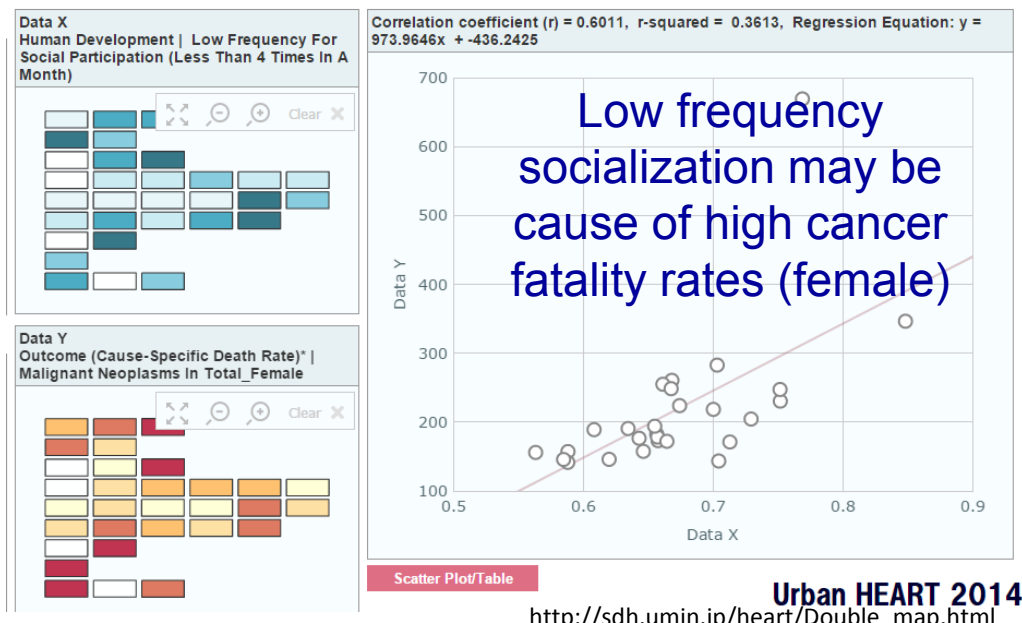 Data X
Human Development | Low Frequency For
Social Participation (Less Than 4 Times In A
Month)
Clear
Data Y
Outcome (Cause-Specific Death Rate)* |
Malignant Neoplasms In Total_Female
Clear
Correlation coefficient (r) = 0.6011, r-squared = 0.3613, Regression Equation: y =
973.9646x + -436.2425
700
600
500
400
300
200
100
Data Y
0.5 0.6 0.7 0.8 0.9
Data X
Low frequency
socialization may be
cause of high cancer
fatality rates (female)
Scatter Plot/Table
Urban HEART 2014
http://sdh.umin.jp/heart/Double_map.html